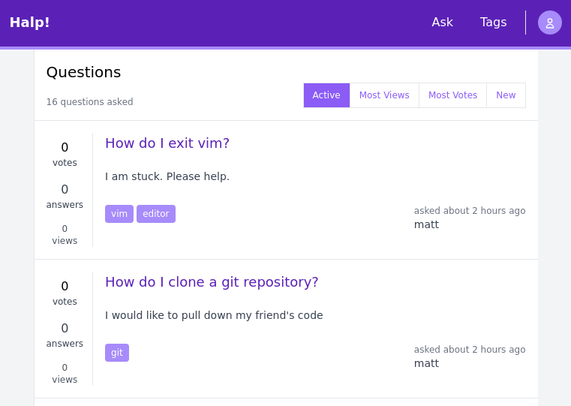 Halp!
Ask
Tags
Questions
16 questions asked
Active
Most Views
Most Votes
New
0
votes
0
answers
0
views
How do I exit vim?
I am stuck. Please help.
vim
editor
asked about 2 hours ago
matt
0
votes
0
answers
0
views
How do I clone a git repository?
I would like to pull down my friend's code
git
asked about 2 hours ago
matt